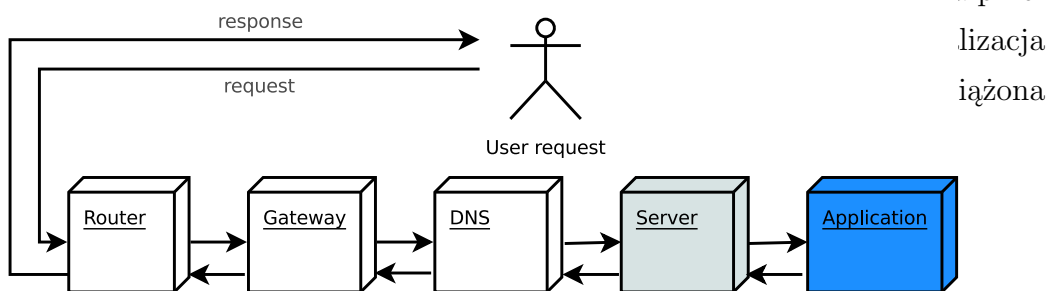 response
lizacja
request
iążona
User request
Router
Gateway
DNS
Server
Application